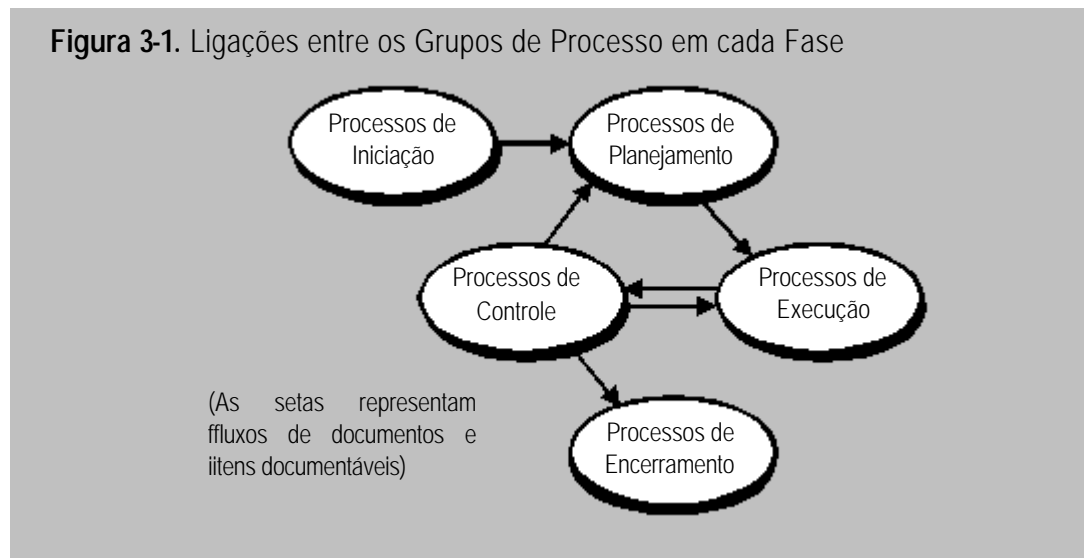 Figura 3-1. Ligações entre os Grupos de Processo em cada Fase
Processos de
Iniciação
Processos de
Planejamento
Processos de
Controle
Processos de
Execução
(As setas representam
ffluxos de documentos e
iitens documentáveis)
Processos de
Encerramento